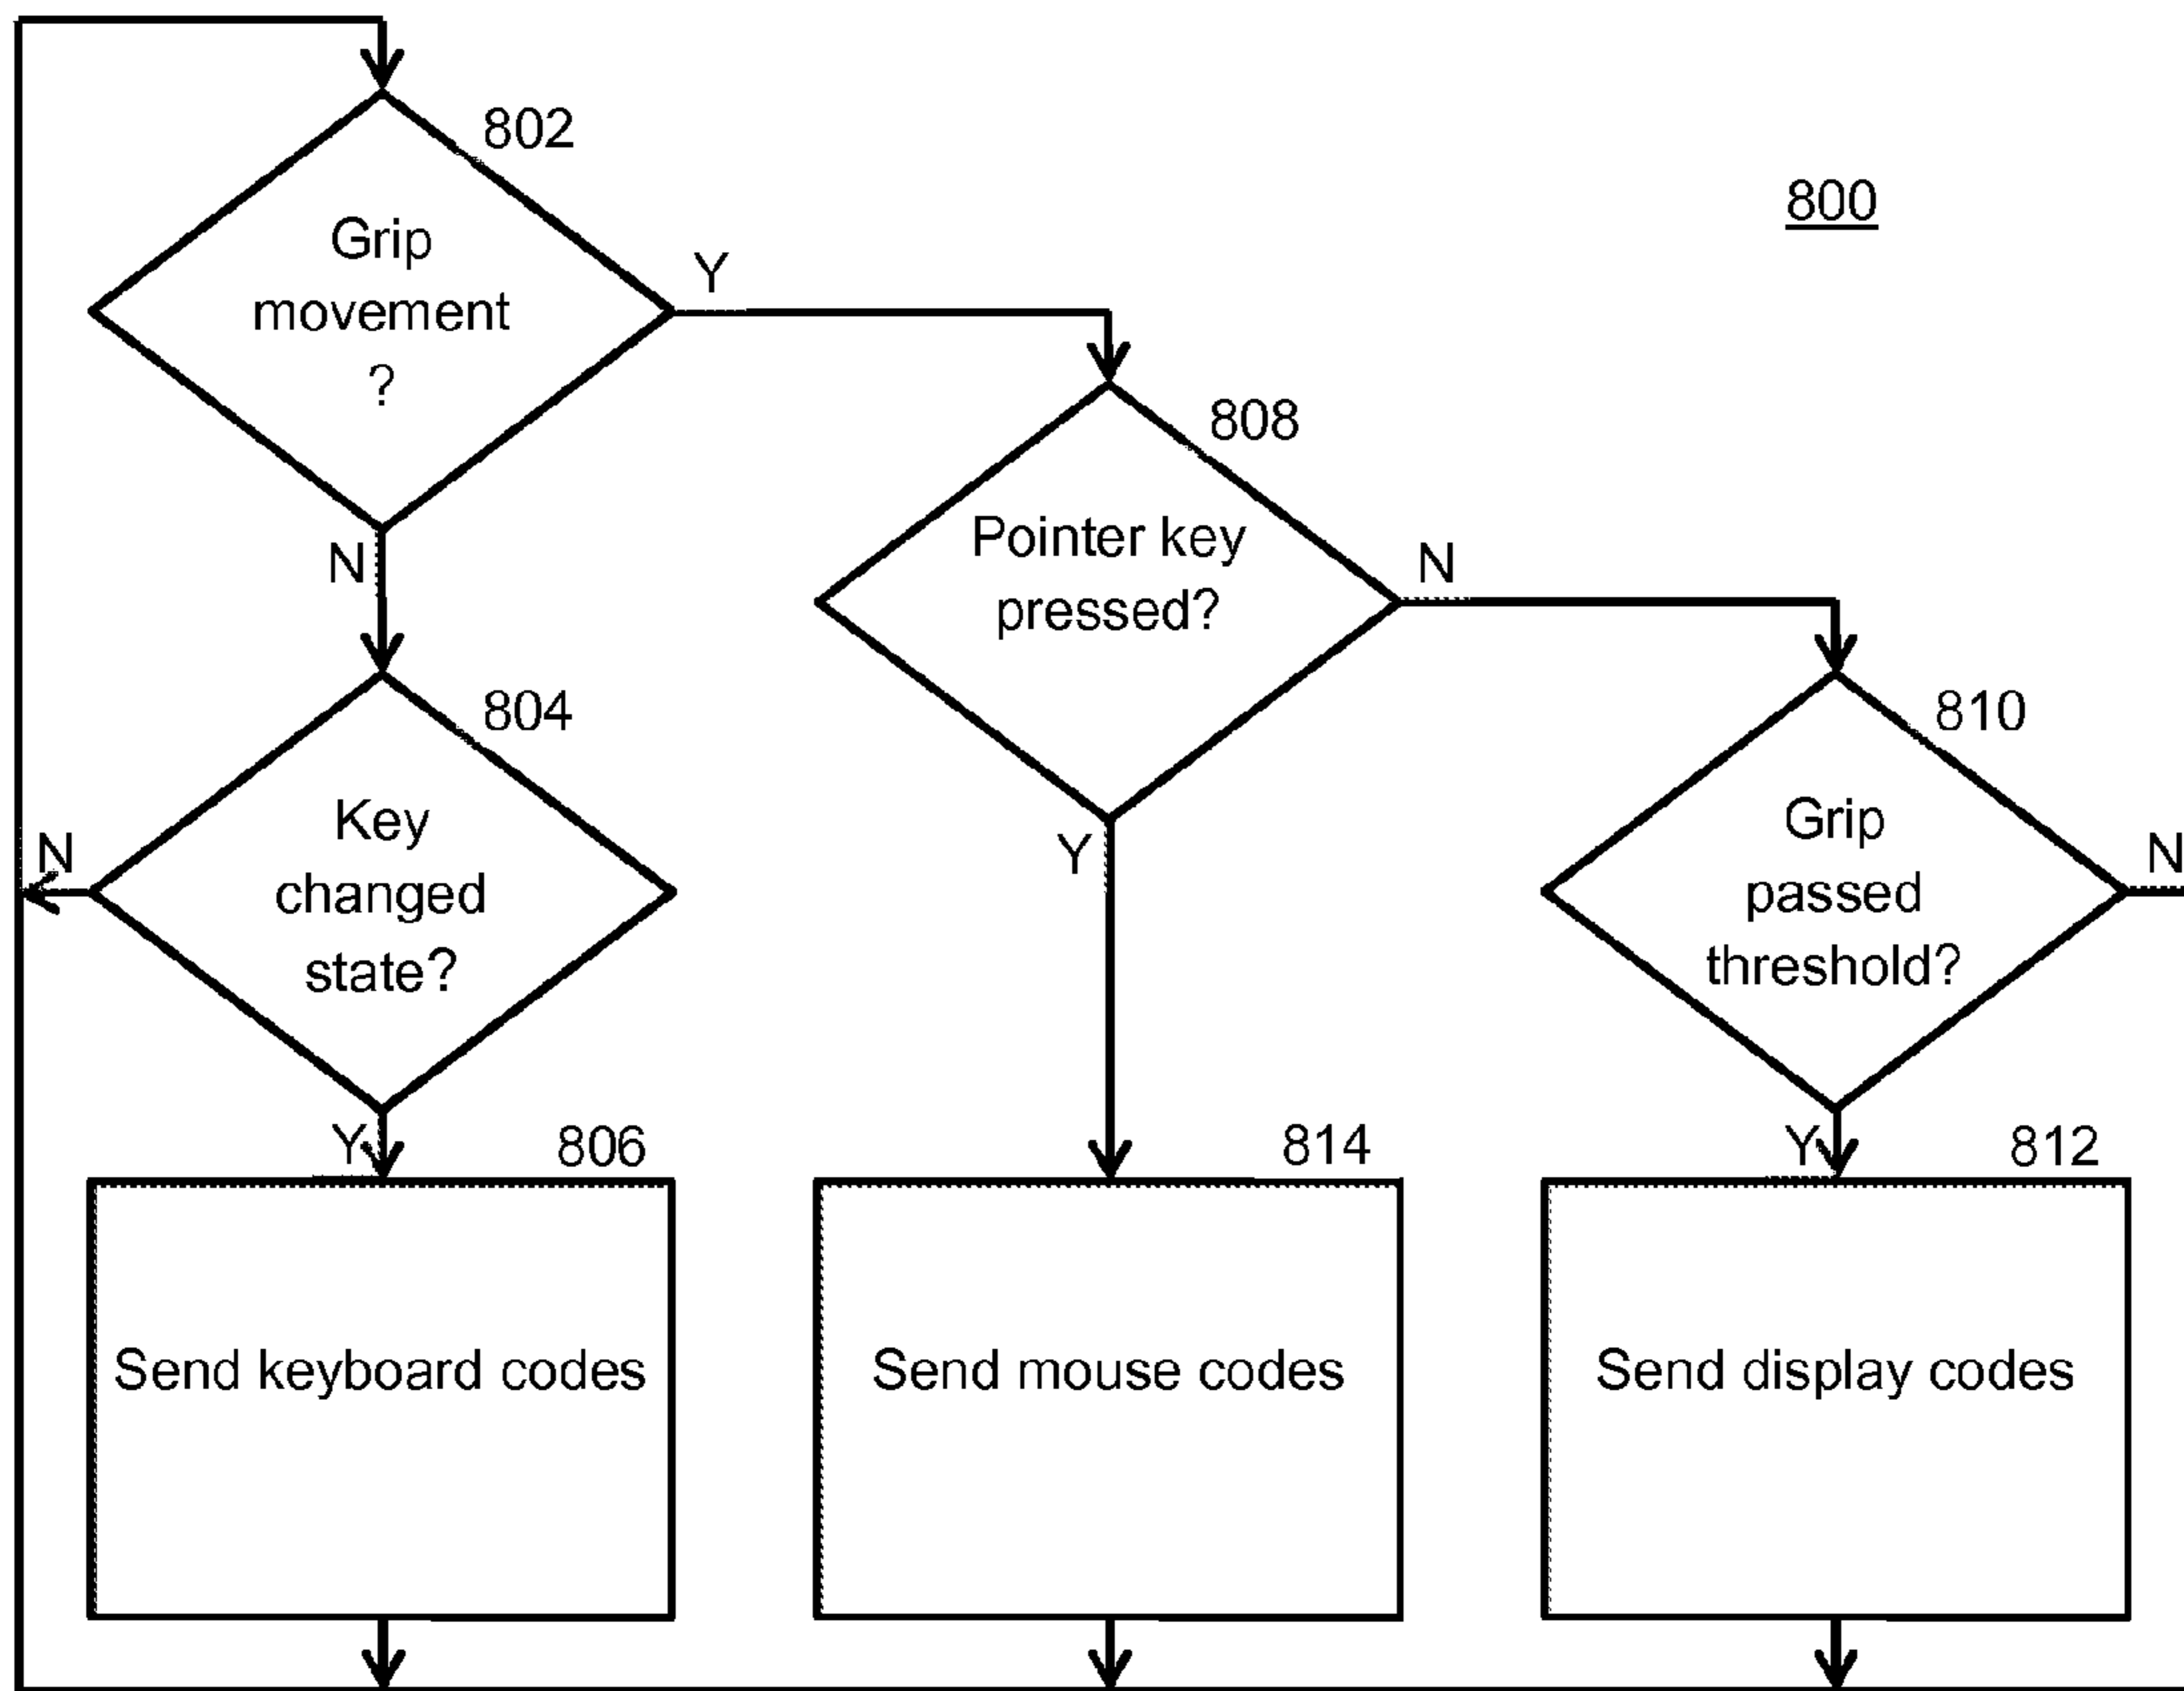 802
800
Grip
movement
?
Y
N
808
Pointer key
pressed?
N
Y
804
Key
changed
state?
N
Y
810
Grip
passed
threshold?
N
Y
806
814
812
Send keyboard codes
Send mouse codes
Send display codes